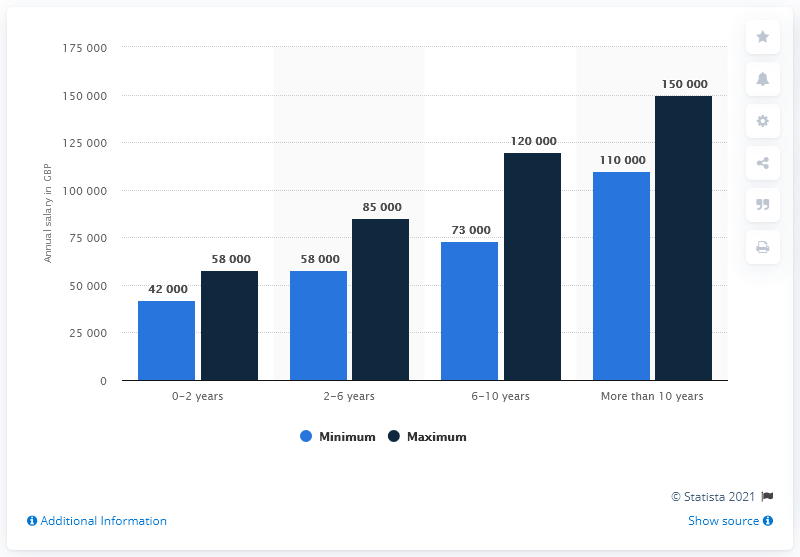 175 000
150 000
125 000
100 000
75 000
50 000
25 000
0
Annual salary in GBP
42 000
58 000
58 000
85 000
73 000
120 000
110 000
150 000
0–2 years
2–6 years
6–10 years
More than 10 years
Minimum
Maximum
© Statista 2021
Additional Information
Show source